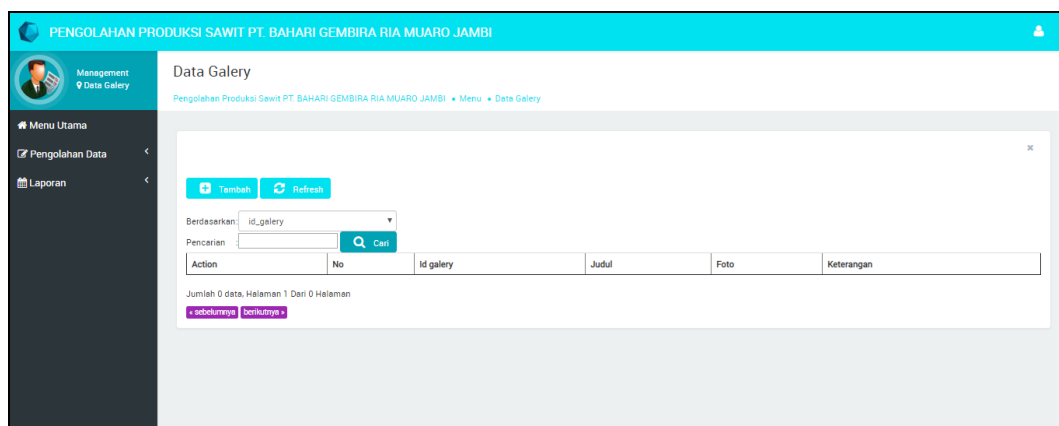 PENGOLAHAN PRODUKSI SAWIT PT. BAHARI GEMBIRA RIA MUARO JAMBI
Management
Data Galery
Data Galery
Pengolahan Produksi Sawit PT. BAHARI GEMBIRA RIA MUARO JAMBI • Menu • Data Galery
Menu Utama
Pengolahan Data
Laporan
Tambah Refresh
Berdasarkan: id_galery
Pencarian : Cari
Action No Id galery Judul Foto Keterangan
Jumlah 0 data, Halaman 1 Dari 0 Halaman
« sebelumnya berikutnya »